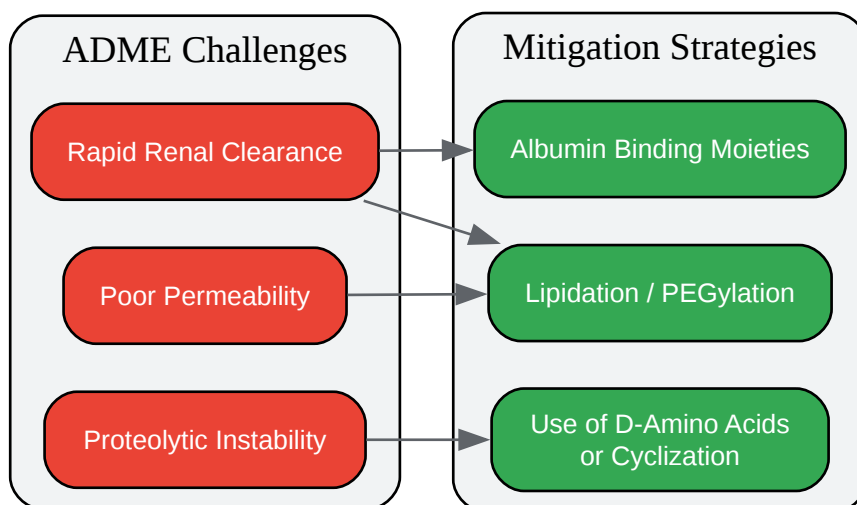 ADME Challenges
Rapid Renal Clearance
Poor Permeability
Proteolytic Instability
Mitigation Strategies
Albumin Binding Moieties
Lipidation / PEGylation
Use of D-Amino Acids
or Cyclization